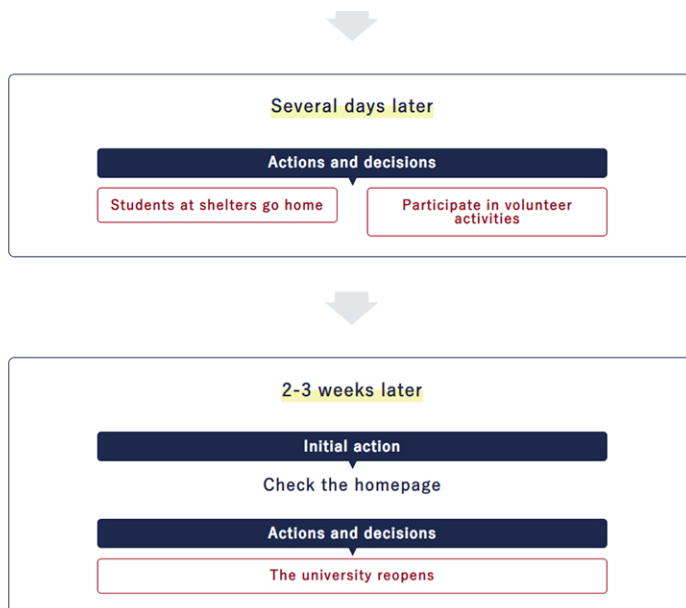 Several days later
Actions and decisions
Students at shelters go home
Participate in volunteer
activities
2-3 weeks later
Initial action
Check the homepage
Actions and decisions
The university reopens